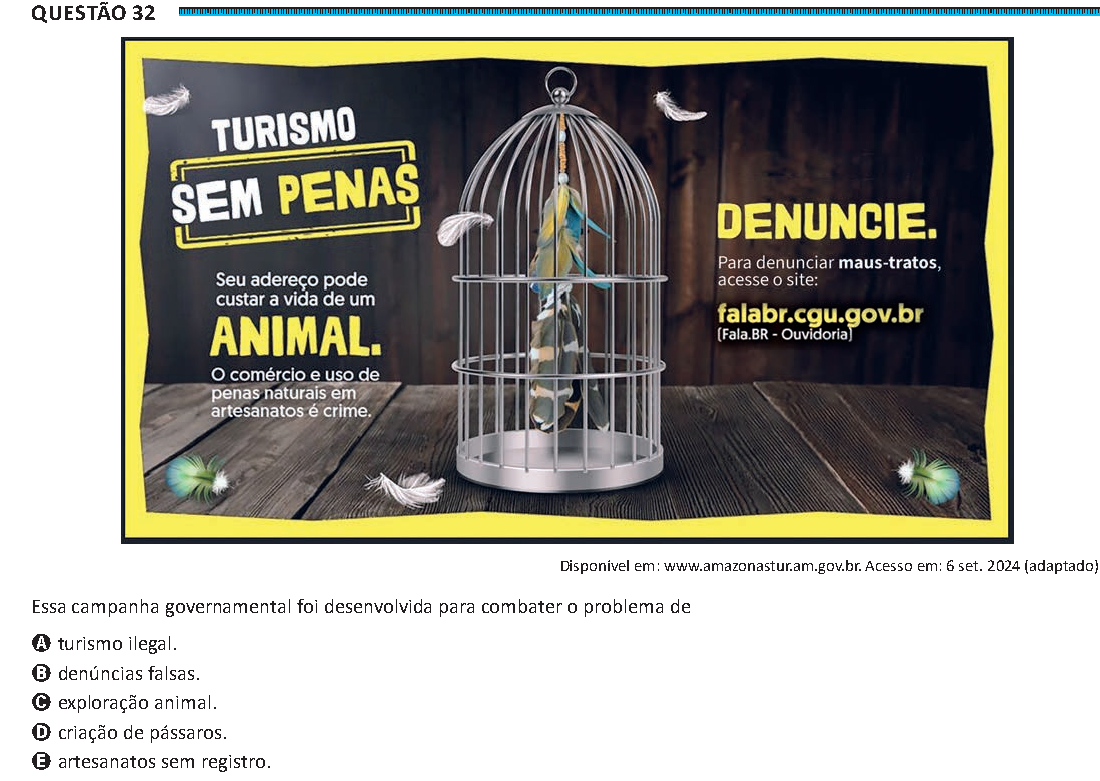 QUESTÃO 32
TURISMO
SEM PENAS
Seu adereço pode
custar a vida de um
ANIMAL.
O comércio e uso de
penas naturais em
artesanatos é crime.
DENUNCIE.
Para denunciar maus-tratos,
acesse o site:
falabr.cgu.gov.br
(Fala.BR - Ouvidoria)
Disponível em: www.amazonastur.am.gov.br. Acesso em: 6 set. 2024 (adaptado)
Essa campanha governamental foi desenvolvida para combater o problema de
A turismo ilegal.
B denúncias falsas.
C exploração animal.
D criação de pássaros.
E artesanatos sem registro.